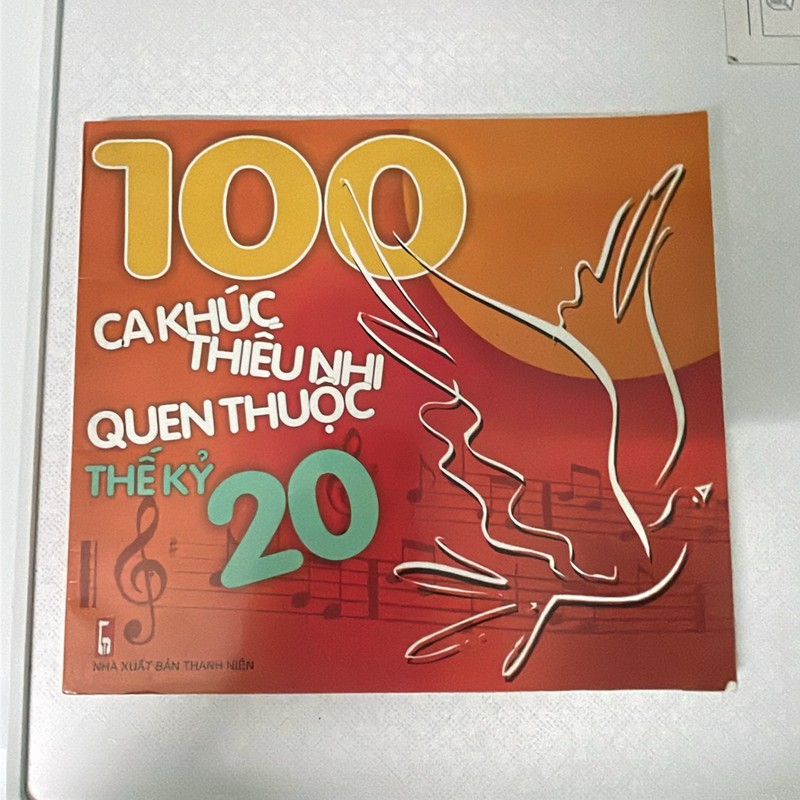 100
CA KHÚC
THIẾU NHI
QUEN THUỘC
THẾ KỶ
20
NHÀ XUẤT BẢN THANH NIÊN